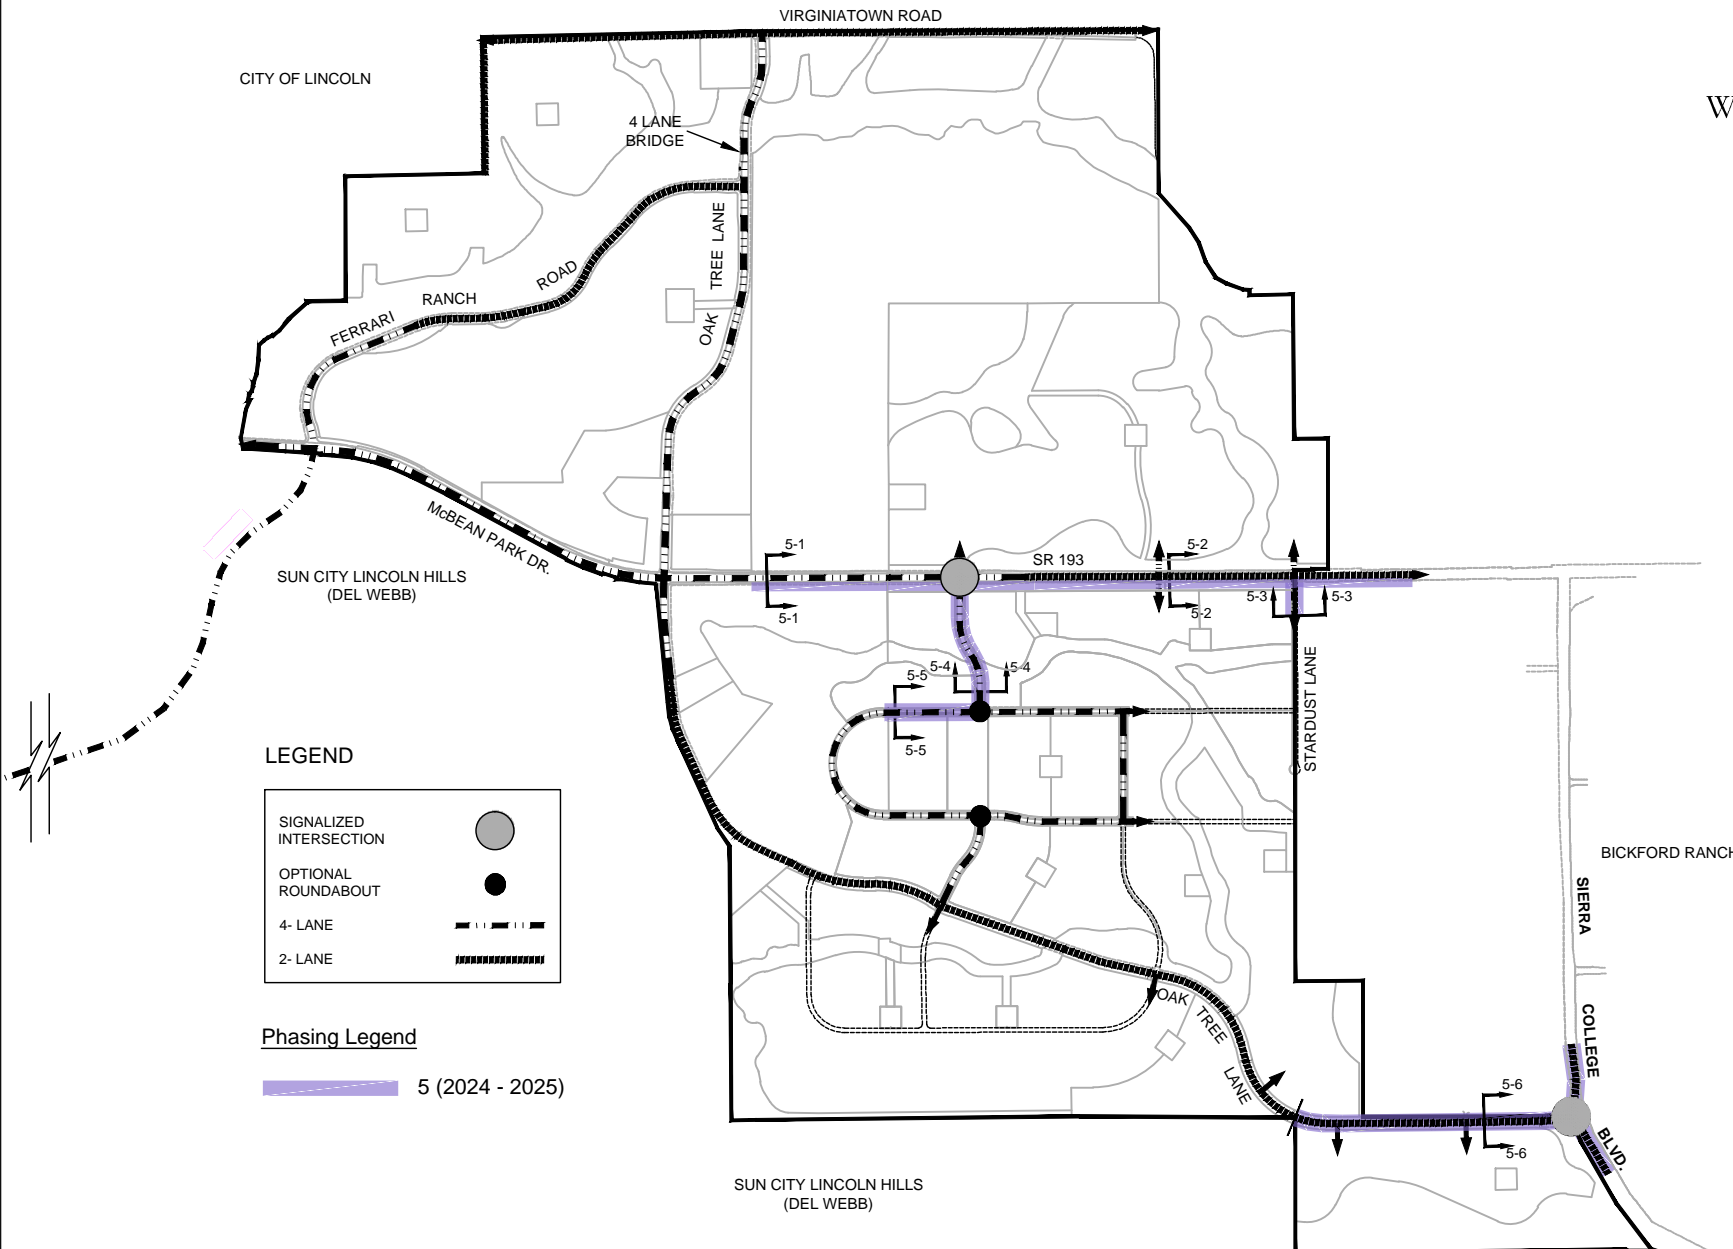 VIRGINIATOWN ROAD
CITY OF LINCOLN
W
4 LANE
BRIDGE
TREE LANE
OAK
FERRARI
RANCH
ROAD
McBEAN PARK DR.
SUN CITY LINCOLN HILLS
(DEL WEBB)
5-1
5-1
SR 193
5-2
5-2
5-3
5-3
5-4
5-4
5-5
5-5
STARDUST LANE
LEGEND
SIGNALIZED
INTERSECTION
OPTIONAL
ROUNDABOUT
4- LANE
2- LANE
Phasing Legend
5 (2024 - 2025)
BICKFORD RANCH
SIERRA
COLLEGE
BLVD.
OAK
TREE
LANE
5-6
5-6
SUN CITY LINCOLN HILLS
(DEL WEBB)